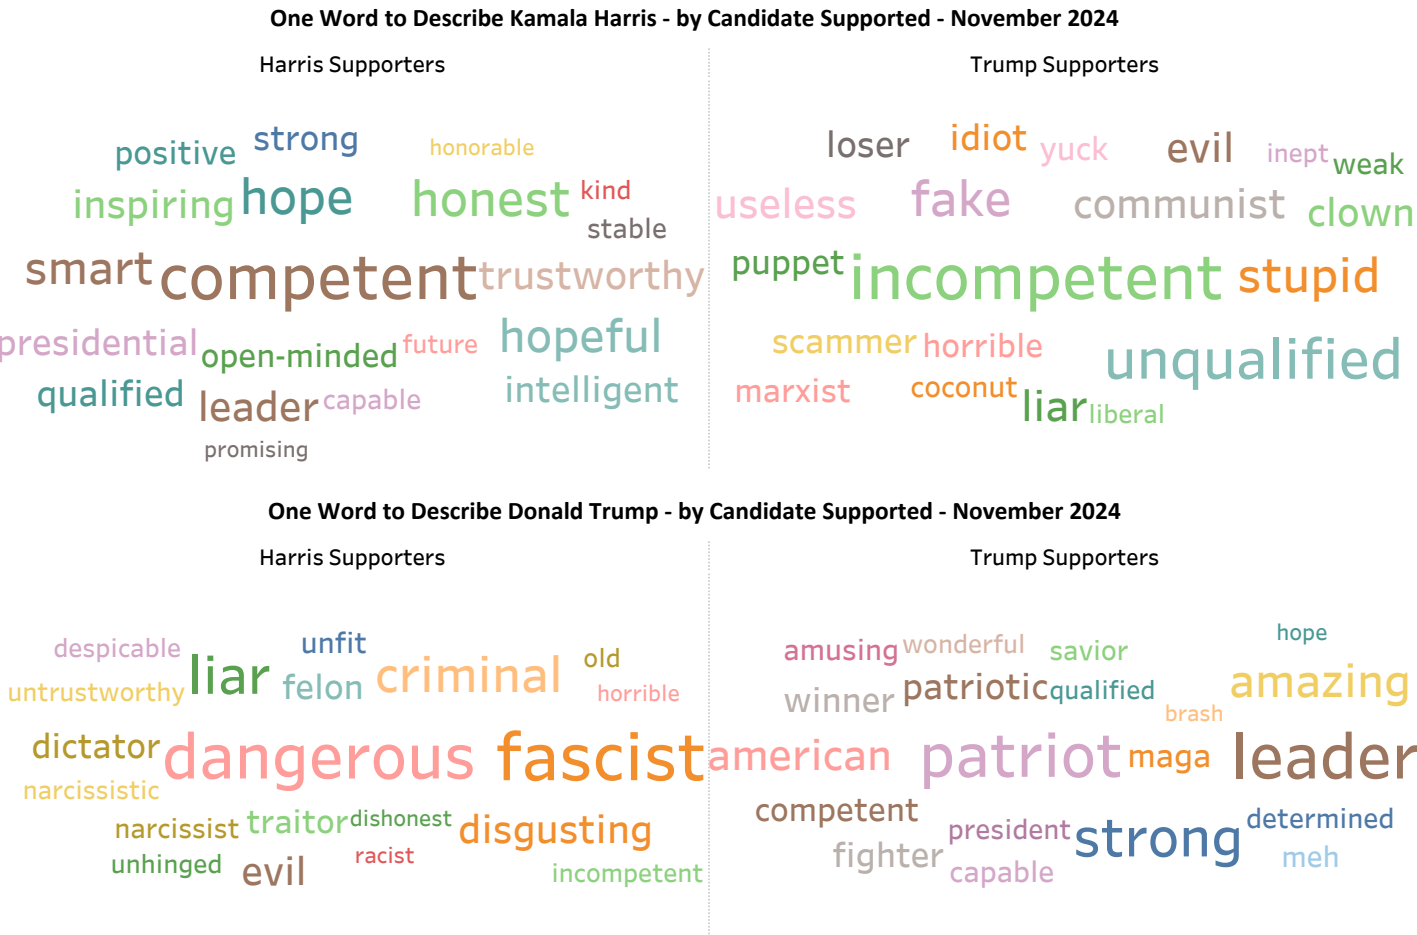 One Word to Describe Kamala Harris - by Candidate Supported - November 2024
Harris Supporters
positive strong honorable
inspiring hope honest kind
stable
smart competent trustworthy
presidential open-minded future hopeful
qualified leader capable intelligent
promising
Trump Supporters
loser idiot yuck evil inept weak
useless fake communist clown
puppet incompetent stupid
scammer horrible unqualified
marxist coconut liar liberal
One Word to Describe Donald Trump - by Candidate Supported - November 2024
Harris Supporters
despicable liar unfit criminal old
untrustworthy felon horrible
dictator dangerous fascist
narcissistic
narcissist traitor dishonest disgusting
unhinged evil racist incompetent
Trump Supporters
hope
amusing wonderful savior
winner patriotic qualified amazing
brash
american patriot maga leader
competent president strong determined
fighter capable meh